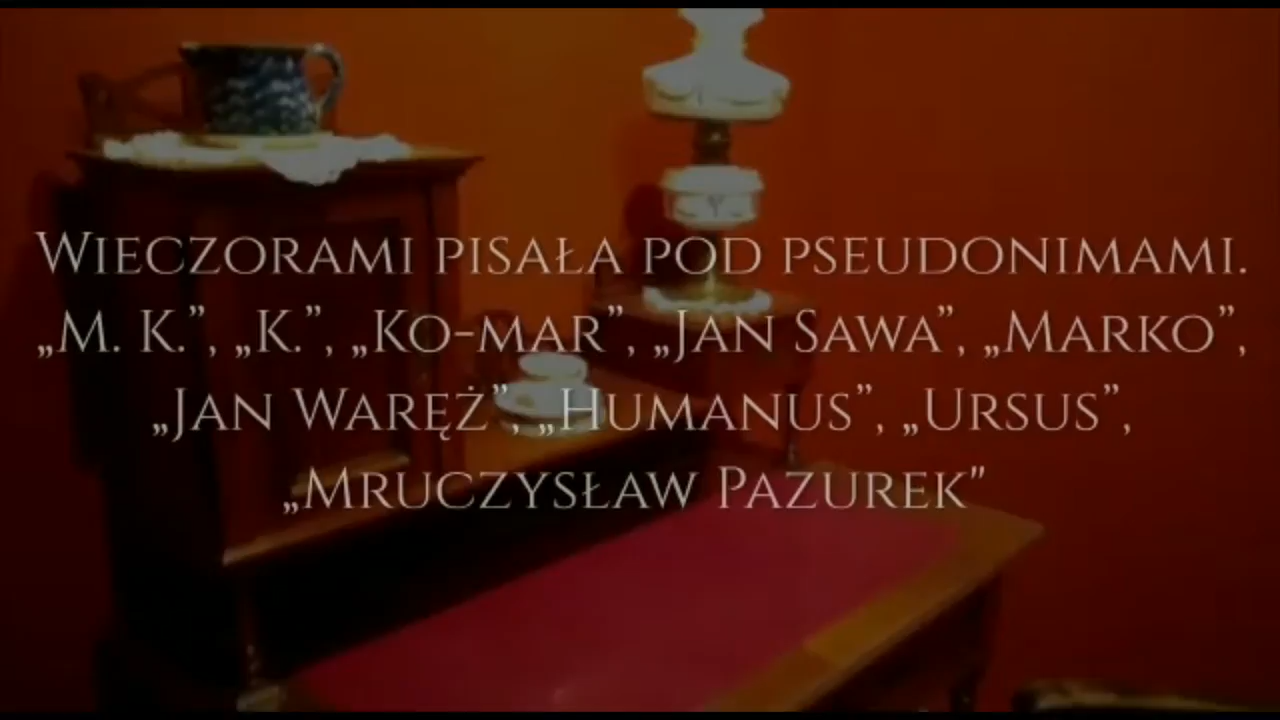 Wieczorami pisała pod pseudonimami.
„M. K.”, „K.”, „Ko-mar”, „Jan Sawa”, „Marko”,
„Jan Waręż”, „Humanus”, „Ursus”,
„Mruczysław Pazurek"